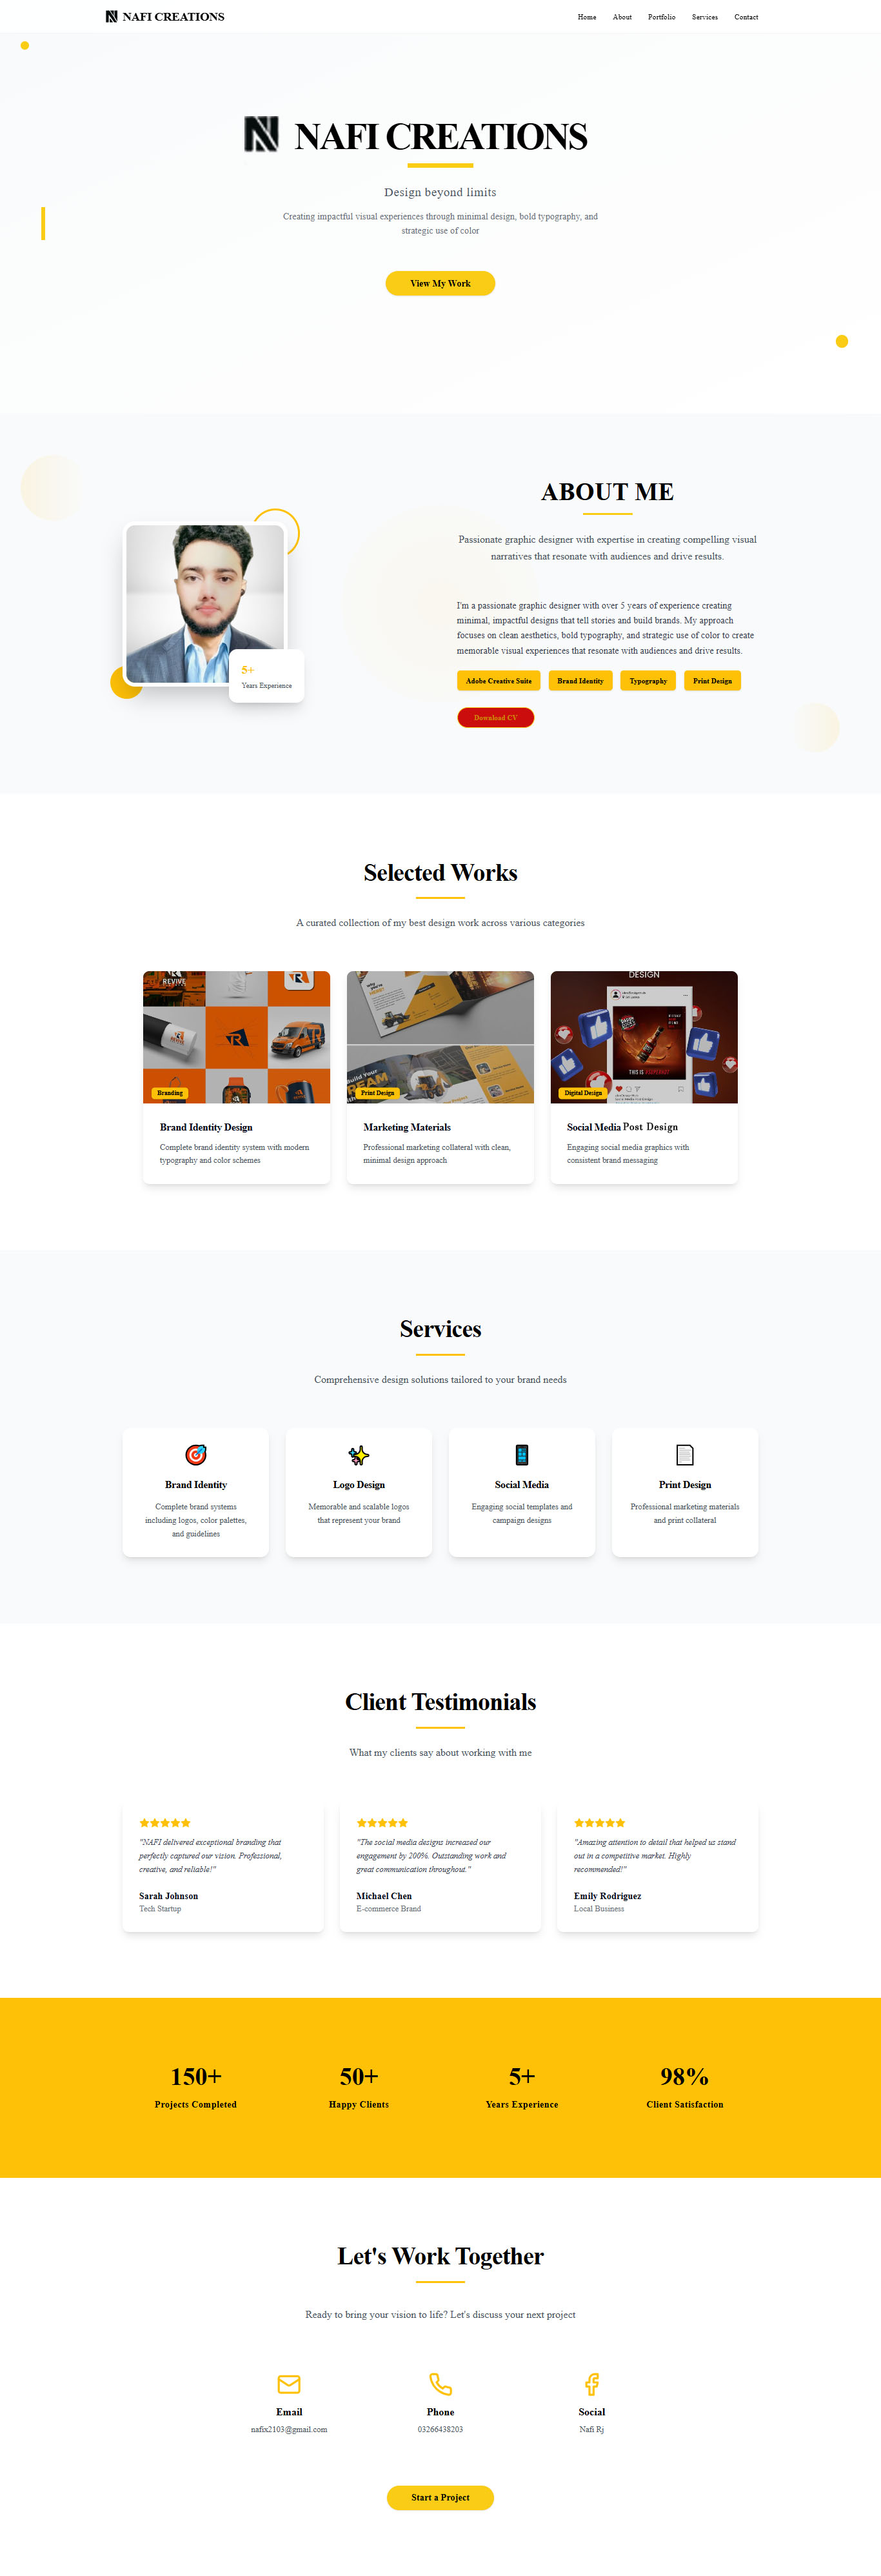 NAFI CREATIONS
Home About Portfolio Services Contact
NAFI CREATIONS
Design beyond limits
Creating impactful visual experiences through minimal design, bold typography, and
strategic use of color
View My Work
ABOUT ME
Passionate graphic designer with expertise in creating compelling visual
narratives that resonate with audiences and drive results.
5+
Years Experience
I'm a passionate graphic designer with over 5 years of experience creating
minimal, impactful designs that tell stories and build brands. My approach
focuses on clean aesthetics, bold typography, and strategic use of color to create
memorable visual experiences that resonate with audiences and drive results.
Adobe Creative Suite Brand Identity Typography Print Design
Download CV
Selected Works
A curated collection of my best design work across various categories
REVIVE
DESIGN
THIS IS
Branding
Print Design
Digital Design
Brand Identity Design
Complete brand identity system with modern
typography and color schemes
Marketing Materials
Professional marketing collateral with clean,
minimal design approach
Social Media Post Design
Engaging social media graphics with
consistent brand messaging
Services
Comprehensive design solutions tailored to your brand needs
Brand Identity
Complete brand systems
including logos, color palettes,
and guidelines
Logo Design
Memorable and scalable logos
that represent your brand
Social Media
Engaging social templates and
campaign designs
Print Design
Professional marketing materials
and print collateral
Client Testimonials
What my clients say about working with me
"NAFI delivered exceptional branding that
perfectly captured our vision. Professional,
creative, and reliable!"
Sarah Johnson
Tech Startup
"The social media designs increased our
engagement by 200%. Outstanding work and
great communication throughout."
Michael Chen
E-commerce Brand
"Amazing attention to detail that helped us stand
out in a competitive market. Highly
recommended!"
Emily Rodriguez
Local Business
150+
Projects Completed
50+
Happy Clients
5+
Years Experience
98%
Client Satisfaction
Let's Work Together
Ready to bring your vision to life? Let's discuss your next project
Email
nafix2103@gmail.com
Phone
03266438203
Social
Nafi Rj
Start a Project